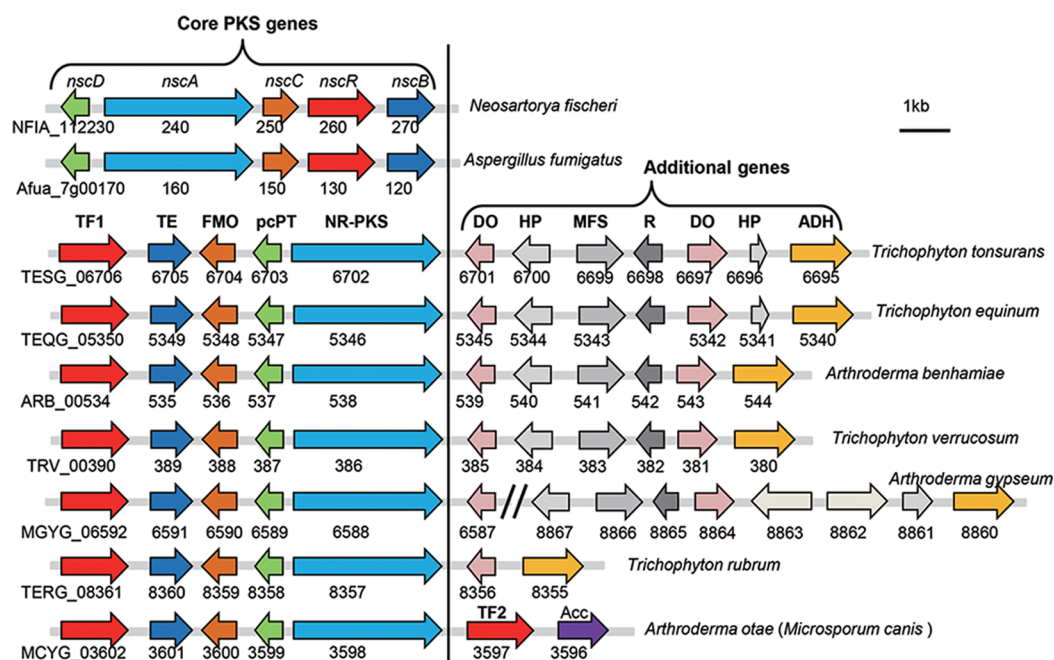 Core PKS genes
nscD nscA nscC nscR nscB
Neosartorya fischeri
1kb
NFIA_112230 240 250 260 270
Aspergillus fumigatus
Additional genes
Afua_7g00170 160 150 130 120
TF1 TE FMO pcPT NR-PKS DO HP MFS R DO HP ADH
Trichophyton tonsurans
TESG_06706 6705 6704 6703 6702 6701 6700 6699 6698 6697 6696 6695
Trichophyton equinum
TEQG_05350 5349 5348 5347 5346 5345 5344 5343 5342 5341 5340
Arthroderma benhamiae
ARB_00534 535 536 537 538 539 540 541 542 543 544
Trichophyton verrucosum
TRV_00390 389 388 387 386 385 384 383 382 381 380
Arthroderma gypseum
MGYG_06592 6591 6590 6589 6588 6587 8867 8866 8865 8864 8863 8862 8861 8860
Trichophyton rubrum
TERG_08361 8360 8359 8358 8357 8356 8355
TF2 Acc
Arthroderma otae (Microsporum canis )
MCYG_03602 3601 3600 3599 3598 3597 3596